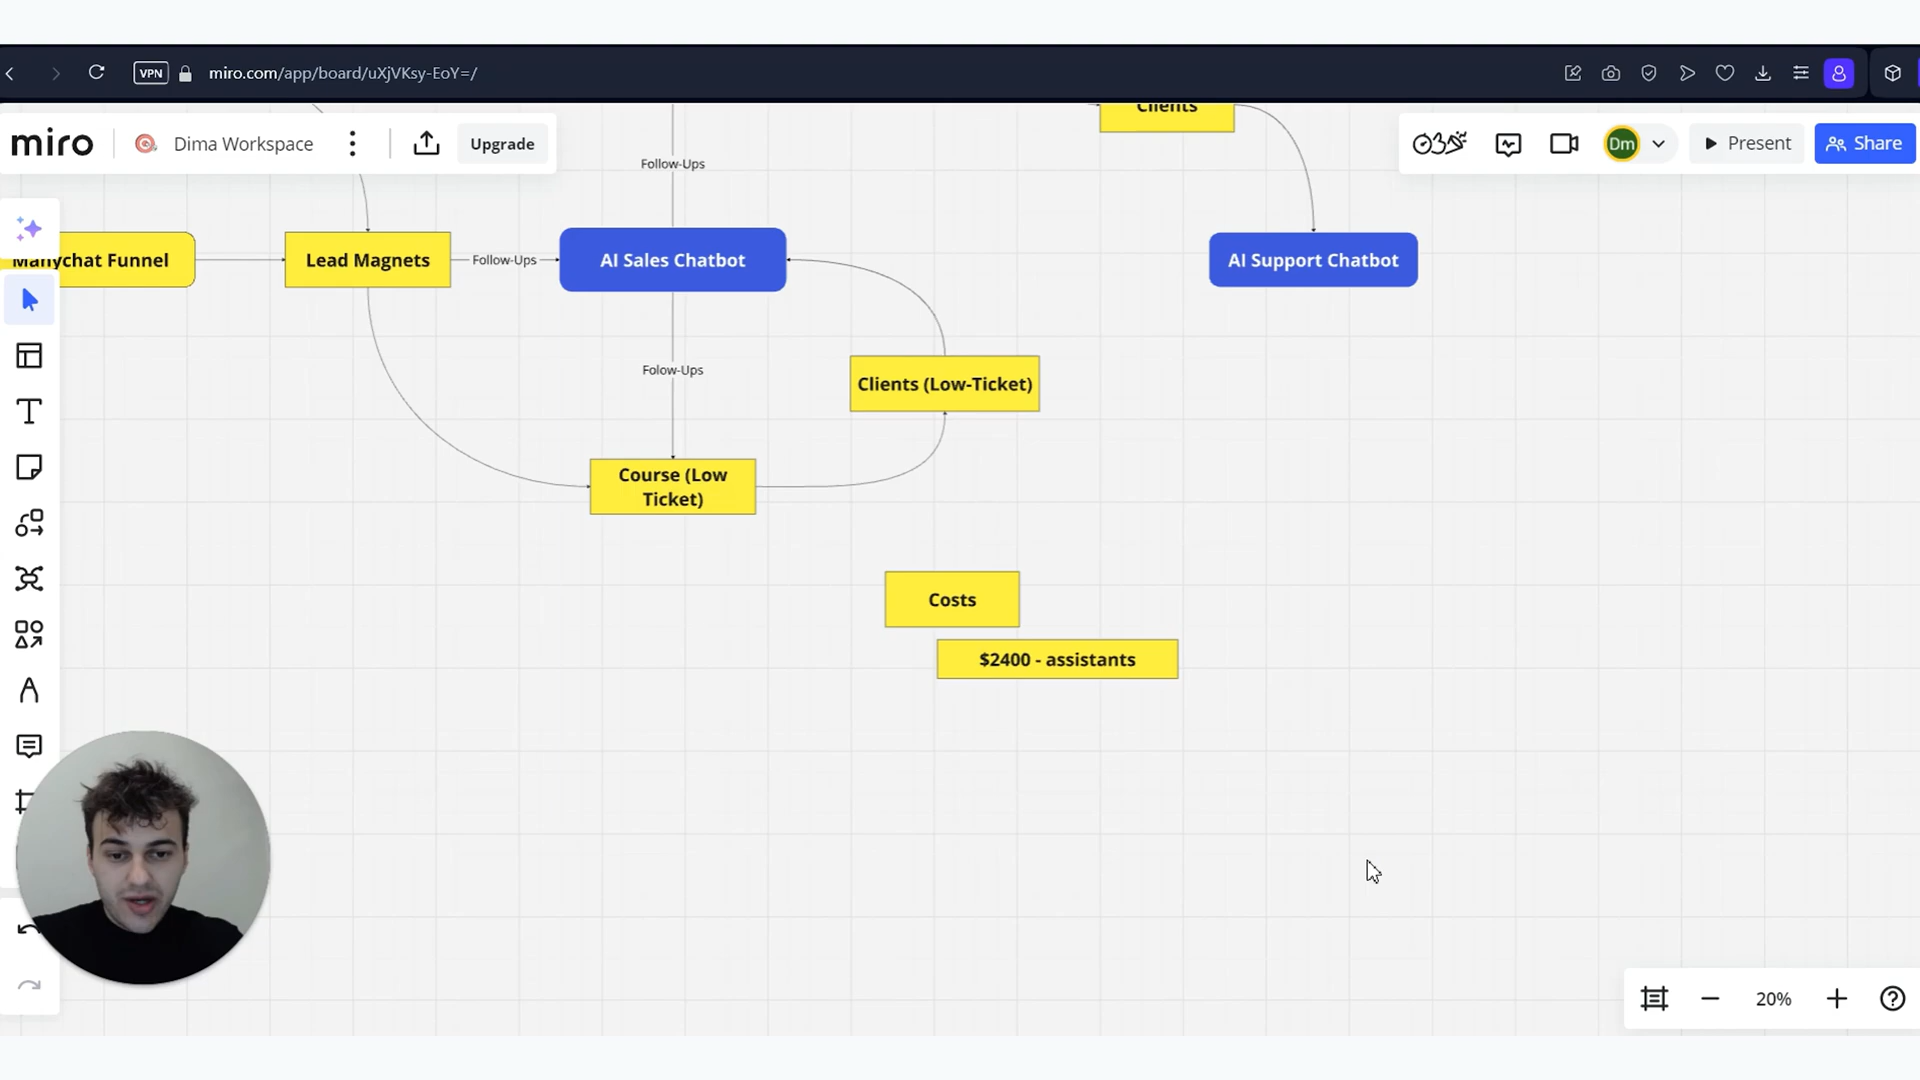 VPN
miro.com/app/board/uXjVKsy-EoY=/
miro
Dima Workspace
Upgrade
Clients
Dm
Present
Share
Follow-Ups
Manychat Funnel
Lead Magnets
Follow-Ups
AI Sales Chatbot
AI Support Chatbot
Folow-Ups
Clients (Low-Ticket)
Course (Low
Ticket)
Costs
$2400 - assistants
20%